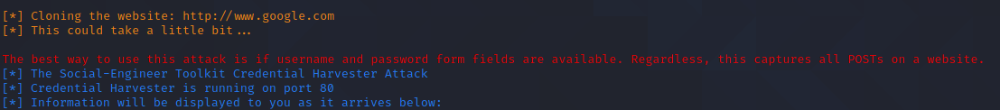 [*] Cloning the website: http://www.google.com
[*] This could take a little bit...
The best way to use this attack is if username and password form fields are available. Regardless, this captures all POSTs on a website.
[*] The Social-Engineer Toolkit Credential Harvester Attack
[*] Credential Harvester is running on port 80
[*] Information will be displayed to you as it arrives below: